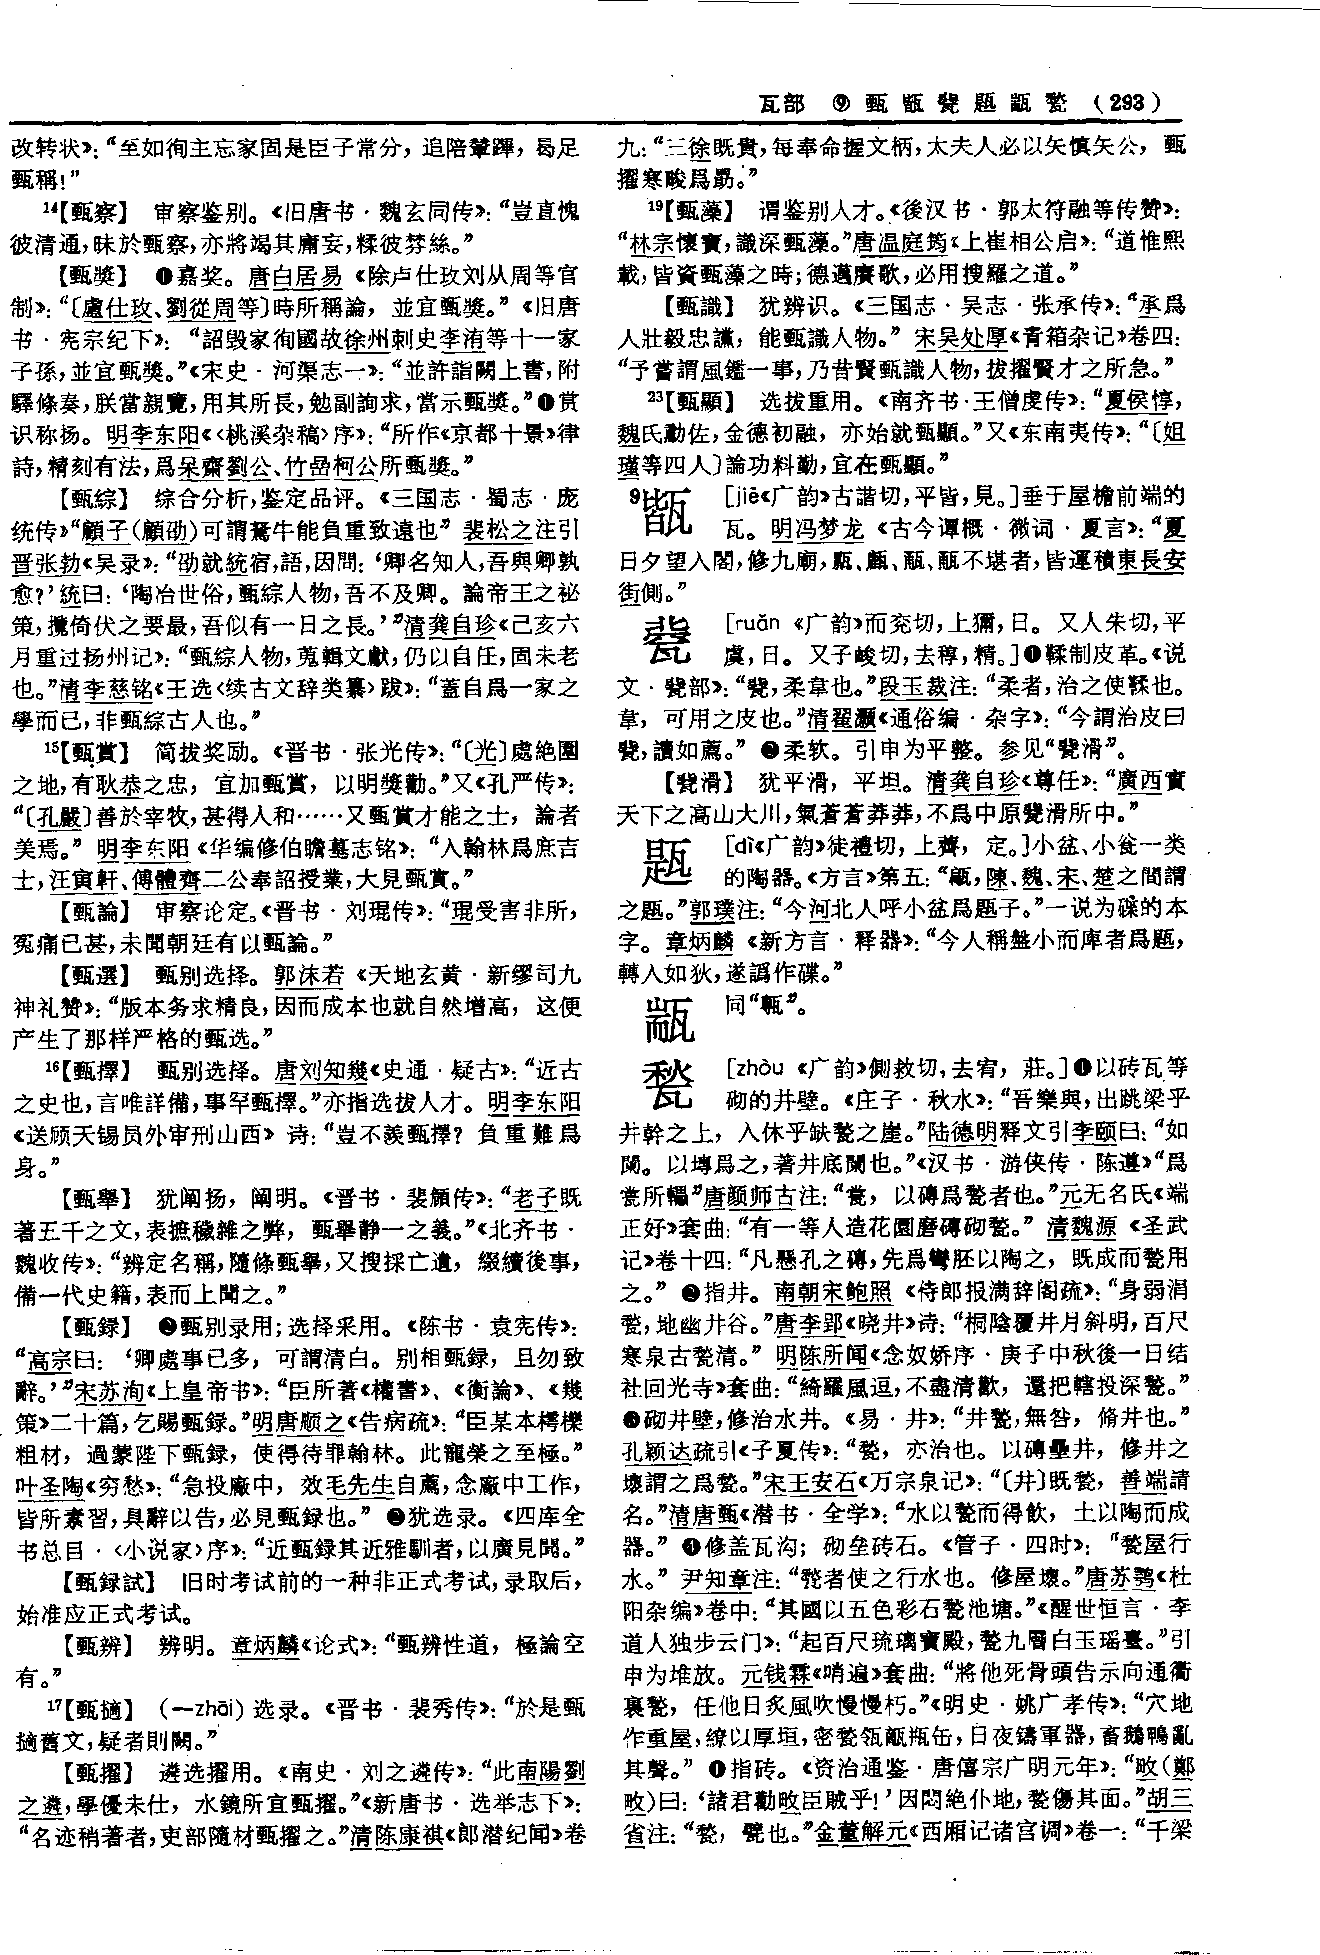 瓦部 ⑨ 甄 㼷 㼱 㼵 㼷 甃 (293)
改转状》：“至如徇主忘家固是臣子常分，追陪輦蹕，曷足
甄稱！”
14【甄察】 审察鉴别。《旧唐书·魏玄同传》：“豈直愧
彼清通，昧於甄察，亦將竭其庸妄，糅彼棼絲。”
【甄獎】 ❶嘉奖。唐白居易《除卢仕玫刘从周等官
制》：“〔盧仕玫、劉從周等〕時所稱論，並宜甄獎。”《旧唐
书·宪宗纪下》：“詔毁家徇國故徐州刺史李洧等十一家
子孫，並宜甄獎。”《宋史·河渠志一》：“並許詣闕上書，附
驛條奏，朕當親覽，用其所長，勉副詢求，當示甄獎。”❶赏
识称扬。明李东阳《〈桃溪杂稿〉序》：“所作《京都十景》律
詩，精刻有法，爲呆齋劉公、竹喦柯公所甄獎。”
【甄綜】 综合分析，鉴定品评。《三国志·蜀志·庞
统传》“顧子(顧劭)可謂駑牛能負重致遠也” 裴松之注引
晋张勃《吴录》：“劭就統宿，語，因問：‘卿名知人，吾與卿孰
愈？’統曰：‘陶冶世俗，甄綜人物，吾不及卿。論帝王之祕
策，攬倚伏之要最，吾似有一日之長。’”清龚自珍《己亥六
月重过扬州记》：“甄綜人物，蒐輯文獻，仍以自任，固未老
也。”清李慈铭《王选〈续古文辞类纂〉跋》：“蓋自爲一家之
學而已，非甄綜古人也。”
15【甄賞】 简拔奖励。《晋书·张光传》：“〔光〕處絶圍
之地，有耿恭之忠，宜加甄賞，以明奬勸。”又《孔严传》：
“〔孔嚴〕善於宰牧，甚得人和……又甄賞才能之士，論者
美焉。” 明李东阳《华编修伯瞻墓志铭》：“入翰林爲庶吉
士，汪寅軒、傅體齊二公奉詔授業，大見甄賞。”
【甄論】 审察论定。《晋书·刘琨传》：“琨受害非所，
冤痛已甚，未聞朝廷有以甄論。”
【甄選】 甄别选择。郭沫若《天地玄黄·新缪司九
神礼赞》：“版本务求精良，因而成本也就自然增高，这便
产生了那样严格的甄选。”
16【甄擇】 甄别选择。唐刘知幾《史通·疑古》：“近古
之史也，言唯詳備，事罕甄擇。”亦指选拔人才。明李东阳
《送顾天锡员外审刑山西》诗：“豈不羨甄擇？負重難爲
身。”
【甄舉】 犹阐扬，阐明。《晋书·裴頠传》：“老子既
著五千之文，表摭穢雜之弊，甄舉静一之義。”《北齐书·
魏收传》：“辨定名稱，隨條甄舉，又搜採亡遺，綴續後事，
備一代史籍，表而上聞之。”
【甄録】 ❷甄别录用；选择采用。《陈书·袁宪传》：
“高宗曰：‘卿處事已多，可謂清白。别相甄録，且勿致
辭。’”宋苏洵《上皇帝书》：“臣所著《權書》、《衡論》、《幾
策》二十篇，乞賜甄録。”明唐顺之《告病疏》：“臣某本樗櫟
粗材，過蒙陛下甄録，使得待罪翰林。此寵榮之至極。”
叶圣陶《穷愁》：“急投廠中，效毛先生自薦，念廠中工作，
皆所素習，具辭以告，必見甄録也。”❷犹选录。《四库全
书总目·〈小说家〉序》：“近甄録其近雅馴者，以廣見聞。”
【甄録試】 旧时考试前的一种非正式考试，录取后，
始准应正式考试。
【甄辨】 辨明。章炳麟《论式》：“甄辨性道，極論空
有。”
17【甄摘】 (一zhāi)选录。《晋书·裴秀传》：“於是甄
摘舊文，疑者則闕。”
【甄擢】 遴选擢用。《南史·刘之遴传》：“此南陽劉
之遴，學優未仕，水鏡所宜甄擢。”《新唐书·选举志下》：
“名迹稍著者，吏部隨材甄擢之。”清陈康祺《郎潜纪闻》卷
九：“三徐既貴，每奉命握文柄，太夫人必以矢慎矢公，甄
擢寒畯爲勗。”
19【甄藻】 谓鉴别人才。《後汉书·郭太符融等传赞》：
“林宗懷寶，識深甄藻。”唐温庭筠《上崔相公启》：“道惟熙
載，皆資甄藻之時；德邁賡歌，必用搜羅之道。”
【甄識】 犹辨识。《三国志·吴志·张承传》：“承爲
人壯毅忠讜，能甄識人物。” 宋吴处厚《青箱杂记》卷四：
“予嘗謂風鑑一事，乃昔賢甄識人物，拔擢賢才之所急。”
23【甄顯】 选拔重用。《南齐书·王僧虔传》：“夏侯惇，
魏氏勳佐，金德初融，亦始就甄顯。”又《东南夷传》：“〔姐
瑾等四人〕論功料勤，宜在甄顯。”
9 [jiē《广韵》古諧切，平皆，見。]垂于屋檐前端的
瓦。明冯梦龙《古今谭概·微词·夏言》：“夏
日夕望入閣，修九廟，不堪者，皆運積東長安
街側。”
㼱 [ruǎn《广韵》而兖切，上獮，日。又人朱切，平
虞，日。又子峻切，去稕，精。]❶鞣制皮革。《说
文·㼱部》：“㼱，柔韋也。”段玉裁注：“柔者，治之使鞣也。
韋，可用之皮也。”清翟灏《通俗编·杂字》：“今謂治皮曰
㼱，讀如薦。”❷柔软。引申为平整。参见“㼱滑”。
【㼱滑】 犹平滑，平坦。清龚自珍《尊任》：“廣西實
天下之高山大川，氣蒼蒼莽莽，不爲中原㼱滑所中。”
㼵 [dì《广韵》徒禮切，上薺，定。]小盆、小瓮一类
的陶器。《方言》第五：“甂，陳、魏、宋、楚之間謂
之㼵。”郭璞注：“今河北人呼小盆爲㼵子。”一说为碟的本
字。章炳麟《新方言·释器》：“今人稱盤小而庳者爲㼵，
轉入如狄，遂譌作碟。”
同“甎”。
甃 [zhòu《广韵》側救切，去宥，莊。]❶以砖瓦等
砌的井壁。《庄子·秋水》：“吾樂與，出跳梁乎
井幹之上，入休乎缺甃之崖。”陆德明释文引李颐曰：“如
闌。以塼爲之，著井底闌也。”《汉书·游侠传·陈遵》“爲
瓽所轠”唐颜师古注：“瓽，以磚爲甃者也。”元无名氏《端
正好》套曲：“有一等人造花園磨磚砌甃。” 清魏源《圣武
记》卷十四：“凡懸孔之磚，先爲彎胚以陶之，既成而甃用
之。”❷指井。南朝宋鲍照《侍郎报满辞阁疏》：“身弱涓
甃，地幽井谷。”唐李郢《晓井》诗：“桐陰覆井月斜明，百尺
寒泉古甃清。” 明陈所闻《念奴娇序·庚子中秋後一日结
社回光寺》套曲：“綺羅風逗，不盡清歡，還把轄投深甃。”
❸砌井壁，修治水井。《易·井》：“井甃，無咎，脩井也。”
孔颖达疏引《子夏传》：“甃，亦治也。以磚壘井，修井之
壞謂之爲甃。”宋王安石《万宗泉记》：“〔井〕既甃，善端請
名。”清唐甄《潜书·全学》：“水以甃而得飲，土以陶而成
器。”❹修盖瓦沟；砌垒砖石。《管子·四时》：“甃屋行
水。” 尹知章注：“甃者使之行水也。修屋壞。”唐苏鹗《杜
阳杂编》卷中：“其國以五色彩石甃池塘。”《醒世恒言·李
道人独步云门》：“起百尺琉璃寶殿，甃九層白玉瑶臺。”引
申为堆放。元钱霖《哨遍》套曲：“將他死骨頭告示向通衢
裏甃，任他日炙風吹慢慢朽。”《明史·姚广孝传》：“穴地
作重屋，繚以厚垣，密甃瓴甋瓶缶，日夜鑄軍器，畜鵝鴨亂
其聲。”❶指砖。《资治通鉴·唐僖宗广明元年》：“畋(鄭
畋)曰：‘諸君勸畋臣賊乎！’因悶絶仆地，甃傷其面。”胡三
省注：“甃，甓也。”金董解元《西厢记诸宫调》卷一：“千梁